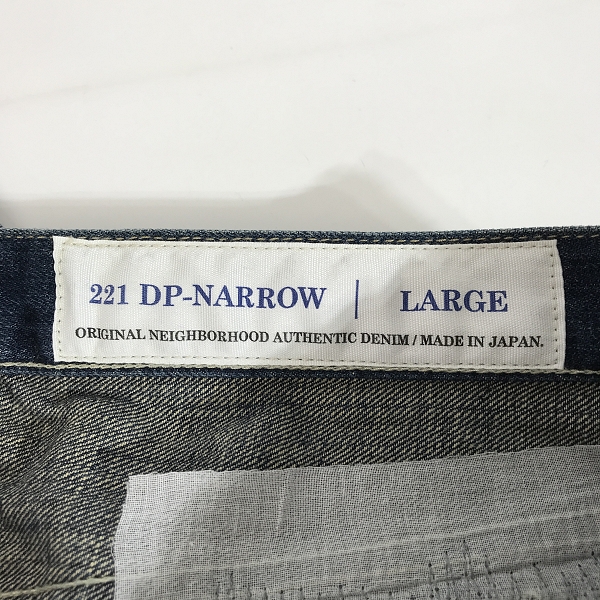 221 DP-NARROW | LARGE
ORIGINAL NEIGHBORHOOD AUTHENTIC DENIM / MADE IN JAPAN.